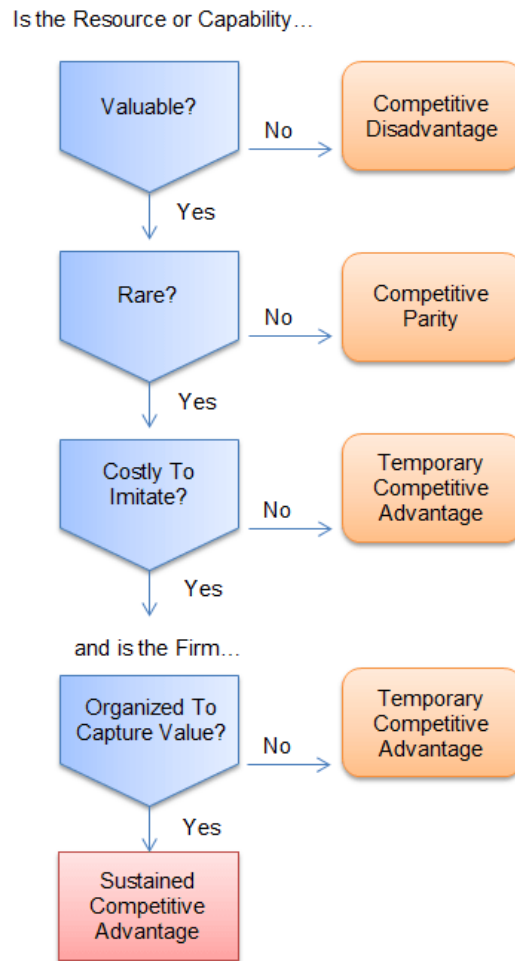 Is the Resource or Capability…
Valuable?
No
Competitive
Disadvantage
Yes
Rare?
No
Competitive
Parity
Yes
Costly To
Imitate?
No
Temporary
Competitive
Advantage
Yes
and is the Firm…
Organized To
Capture Value?
No
Temporary
Competitive
Advantage
Yes
Sustained
Competitive
Advantage